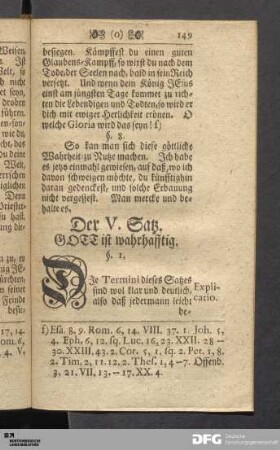 (o) 149
besiegen. Kämpffest du einen guten
Glaubens-Kampff, so wirst du nach dem
Tode, der Seelen nach, bald in sein Reich
versetzt. Und wenn dein König JEsus
einst am jüngsten Tage kommet zu rich-
ten die Lebendigen und Todten, so wird er
dich mit ewiger Herlichkeit crönen. O
welche Gloria wird das seyn! f)
§. 8.
So kan man sich diese göttliche
Wahrheit zu Nutze machen. Ich habe
es jetzt einmahl gewiesen, auf daß, wo ich
davon schweigen möchte, du künfftighin
daran gedenckest, und solche Erbauung
nicht vergissest. Man mercke und be-
halte es.
Der V. Satz.
GOTT ist wahrhafftig.
§. 1.
DIe Termini dieses Satzes
sind wol klar und deutlich,
also daß jedermann leicht
be-
Expli-
catio.
f) Esa. 8, 9. Rom. 6, 14. VIII. 37. 1. Joh. 5,
4. Eph. 6, 12. sq. Luc. 16, 23. XXII. 28 —
30. XXIII, 43. 2. Cor. 5, 1. sq. 2. Pet. 1, 8.
2. Tim. 2, 11. 12. 2. Thes. 1, 4 - 7. Offenb.
3, 21. VII, 13. — 17. XX. 4.
DFG Deutsche
Forschungsgemeinschaft